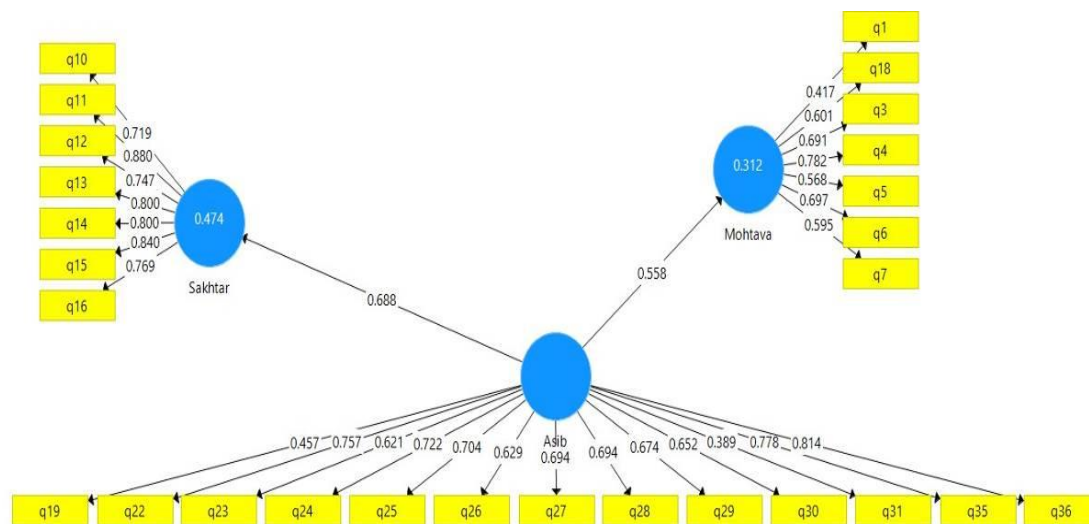 q10
q11
q12
q13
q14
q15
q16
0.719
0.880
0.747
0.800
0.800
0.840
0.769
0.474
Sakhtar
q1
q18
q3
q4
q5
q6
q7
0.417
0.601
0.691
0.782
0.568
0.697
0.595
0.312
Mohtava
0.688
0.558
Asib
0.457
0.757
0.621
0.722
0.704
0.629
0.694
0.694
0.674
0.652
0.389
0.778
0.814
q19
q22
q23
q24
q25
q26
q27
q28
q29
q30
q31
q35
q36